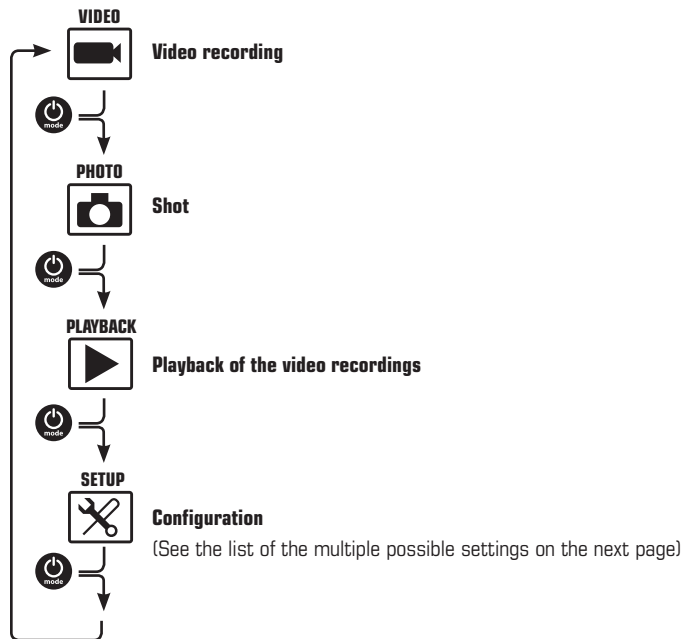 VIDEO
Video recording
mode
PHOTO
Shot
mode
PLAYBACK
Playback of the video recordings
mode
SETUP
Configuration
(See the list of the multiple possible settings on the next page)
mode